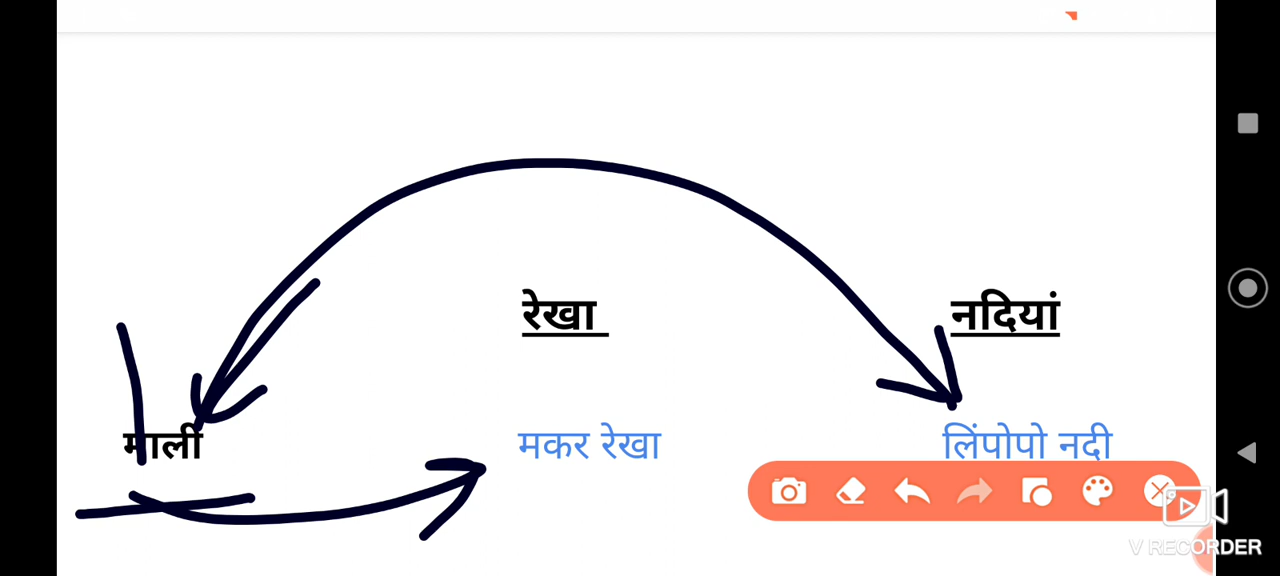 रेखा नदियां
माली मकर रेखा लिंपोपो नदी
V RECORDER